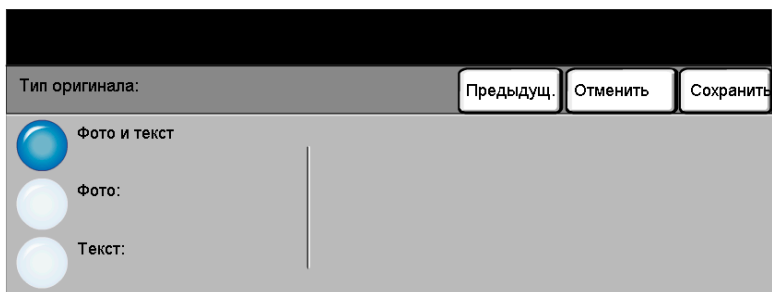 Тип оригинала:
Предыдущ.
Отменить
Сохранить
Фото и текст
Фото:
Текст: